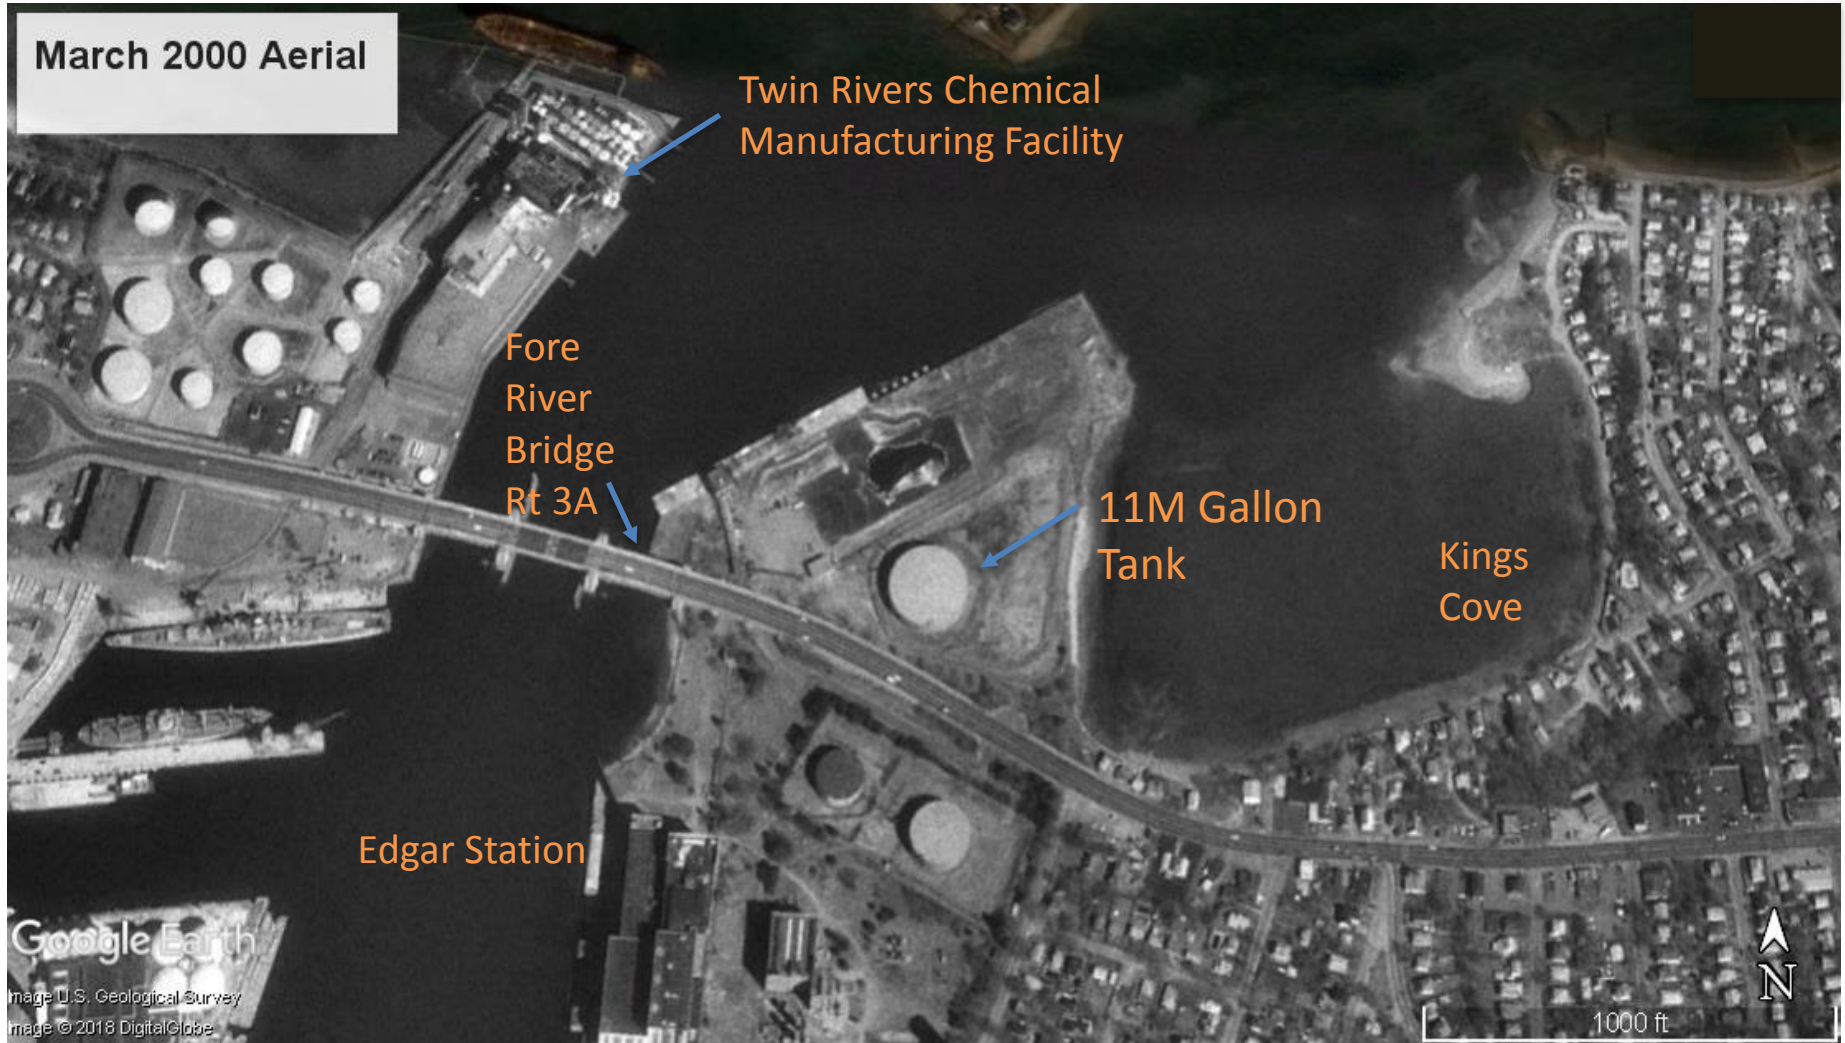 March 2000 Aerial
Twin Rivers Chemical
Manufacturing Facility
Fore
River
Bridge
Rt 3A
11M Gallon
Tank
Kings
Cove
Edgar Station
Google Earth
Image U.S. Geological Survey
Image © 2018 DigitalGlobe
N
1000 ft